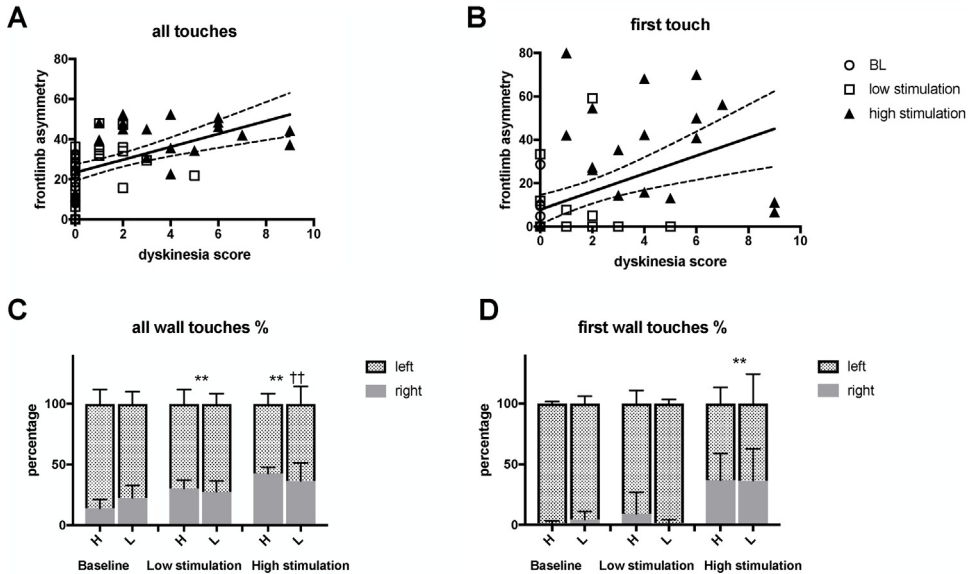 A
all touches
frontlimb asymmetry
80
60
40
20
0
0 2 4 6 8 10
dyskinesia score
B
first touch
frontlimb asymmetry
80
60
40
20
0
0 2 4 6 8 10
dyskinesia score
BL
low stimulation
high stimulation
C
all wall touches %
percentage
100
50
0
** ** ††
left
right
H L H L H L
Baseline Low stimulation High stimulation
D
first wall touches %
percentage
100
50
0
**
left
right
H L H L H L
Baseline Low stimulation High stimulation